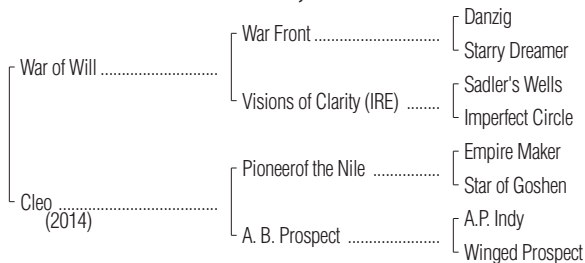 Danzig
War Front ..............................
Starry Dreamer
War of Will ............................
Sadler's Wells
Visions of Clarity (IRE) ........
Imperfect Circle
Empire Maker
Pioneerof the Nile ................
Star of Goshen
Cleo ......................................
(2014)
A.P. Indy
A. B. Prospect ......................
Winged Prospect